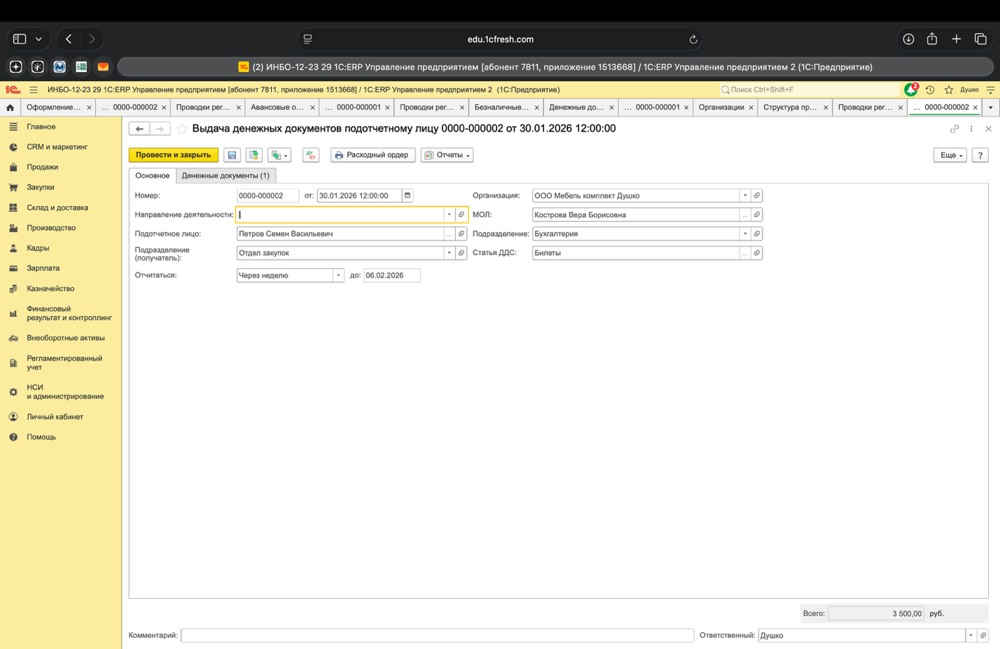 edu.1cfresh.com
(2) ИНБО-12-23 29 1С:ERP Управление предприятием [абонент 7811, приложение 1513668] / 1С:ERP Управление предприятием 2 (1С:Предприятие)
ИНБО-12-23 29 1С:ERP Управление предприятием [абонент 7811, приложение 1513668] / 1С:ERP Управление предприятием 2 (1С:Предприятие)
Поиск Ctrl+Shift+F
2
Душко
Оформление...
... 0000-000002
Проводки рег...
Авансовые о...
... 0000-000001
Проводки рег...
Безналичные...
Денежные до...
... 0000-000001
Организации
Структура пр...
Проводки рег...
... 0000-000002
Главное
CRM и маркетинг
Продажи
Закупки
Склад и доставка
Производство
Кадры
Зарплата
Казначейство
Финансовый
результат и контроллинг
Внеоборотные активы
Регламентированный
учет
НСИ
и администрирование
Личный кабинет
Помощь
Выдача денежных документов подотчетному лицу 0000-000002 от 30.01.2026 12:00:00
Провести и закрыть
Дт
Кт
Расходный ордер
Отчеты
Еще
?
Основное
Денежные документы (1)
Номер: 0000-000002 от: 30.01.2026 12:00:00
Организация: ООО Мебель комплект Душко
Направление деятельности:
МОЛ: Кострова Вера Борисовна
Подотчетное лицо: Петров Семен Васильевич
Подразделение: Бухгалтерия
Подразделение
(получатель): Отдел закупок
Статья ДДС: Билеты
Отчитаться: Через неделю до: 06.02.2026
Всего: 3 500,00 руб.
Комментарий:
Ответственный: Душко